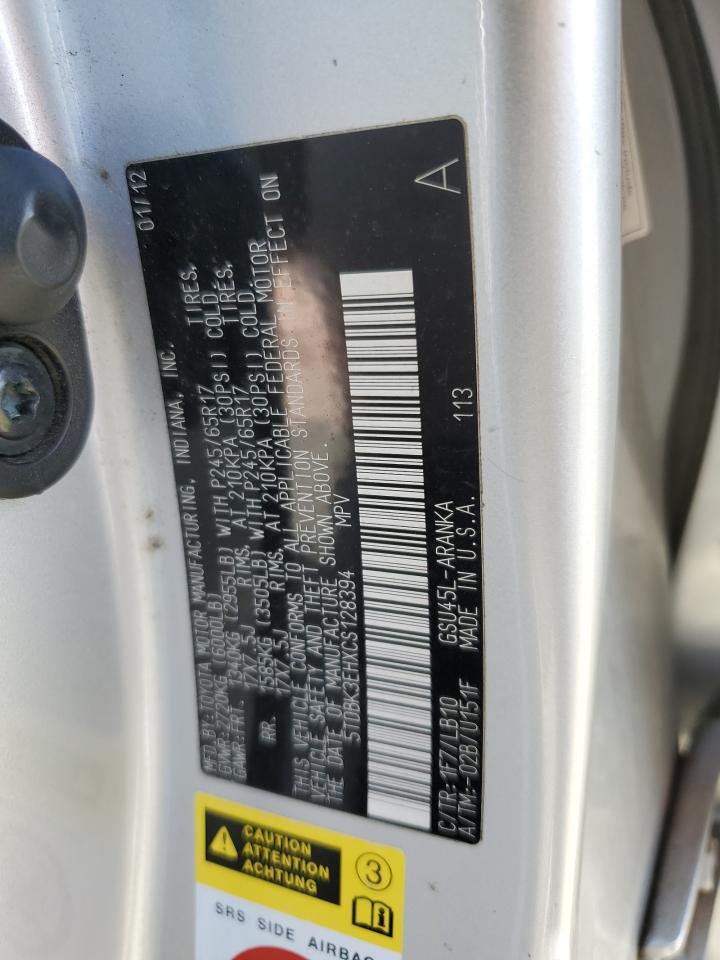 MFD.BY:TOYOTA MOTOR MANUFACTURING, INDIANA, INC. 01/12
GVWR: 2720KG (6000LB)
GAWR:FRT. 1340KG (2955LB) WITH P245/65R17 TIRES,
17X7.5J RIMS, AT 210KPA (30PSI) COLD.
RR. 1585KG (3505LB) WITH P245/65R17 TIRES,
17X7.5J RIMS, AT 210KPA (30PSI) COLD.
THIS VEHICLE CONFORMS TO ALL APPLICABLE FEDERAL MOTOR
VEHICLE SAFETY AND THEFT PREVENTION STANDARDS IN EFFECT ON
THE DATE OF MANUFACTURE SHOWN ABOVE.
5TDBK3EHXCS128394 MPV
C/TR: 1F7/LB10 GSU45L-ARANKA 113 A
A/TM:-02B/U151F MADE IN U.S.A.
CAUTION
ATTENTION
ACHTUNG
3
SRS SIDE AIRBAG